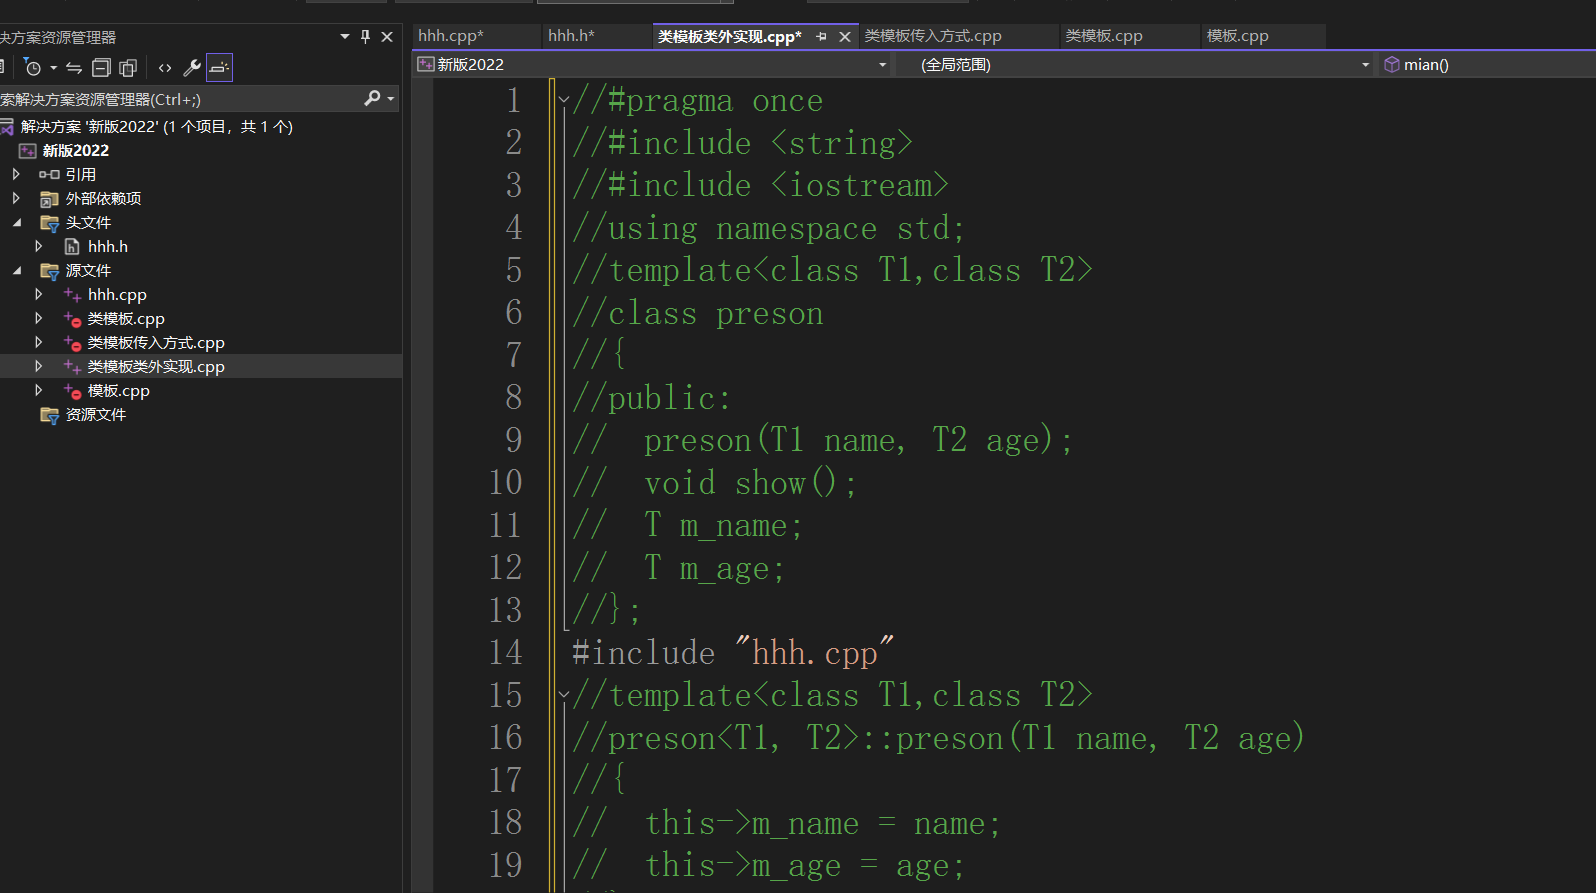 决方案资源管理器
索解决方案资源管理器(Ctrl+;)
解决方案 '新版2022' (1 个项目，共 1 个)
新版2022
引用
外部依赖项
头文件
hhh.h
源文件
hhh.cpp
类模板.cpp
类模板传入方式.cpp
类模板类外实现.cpp
模板.cpp
资源文件
hhh.cpp* hhh.h* 类模板类外实现.cpp* 类模板传入方式.cpp 类模板.cpp 模板.cpp
新版2022 (全局范围) mian()
1 //#pragma once
2 //#include <string>
3 //#include <iostream>
4 //using namespace std;
5 //template<class T1,class T2>
6 //class preson
7 //{
8 //public:
9 // preson(T1 name, T2 age);
10 // void show();
11 // T m_name;
12 // T m_age;
13 //};
14 #include "hhh.cpp"
15 //template<class T1,class T2>
16 //preson<T1, T2>::preson(T1 name, T2 age)
17 //{
18 // this->m_name = name;
19 // this->m_age = age;